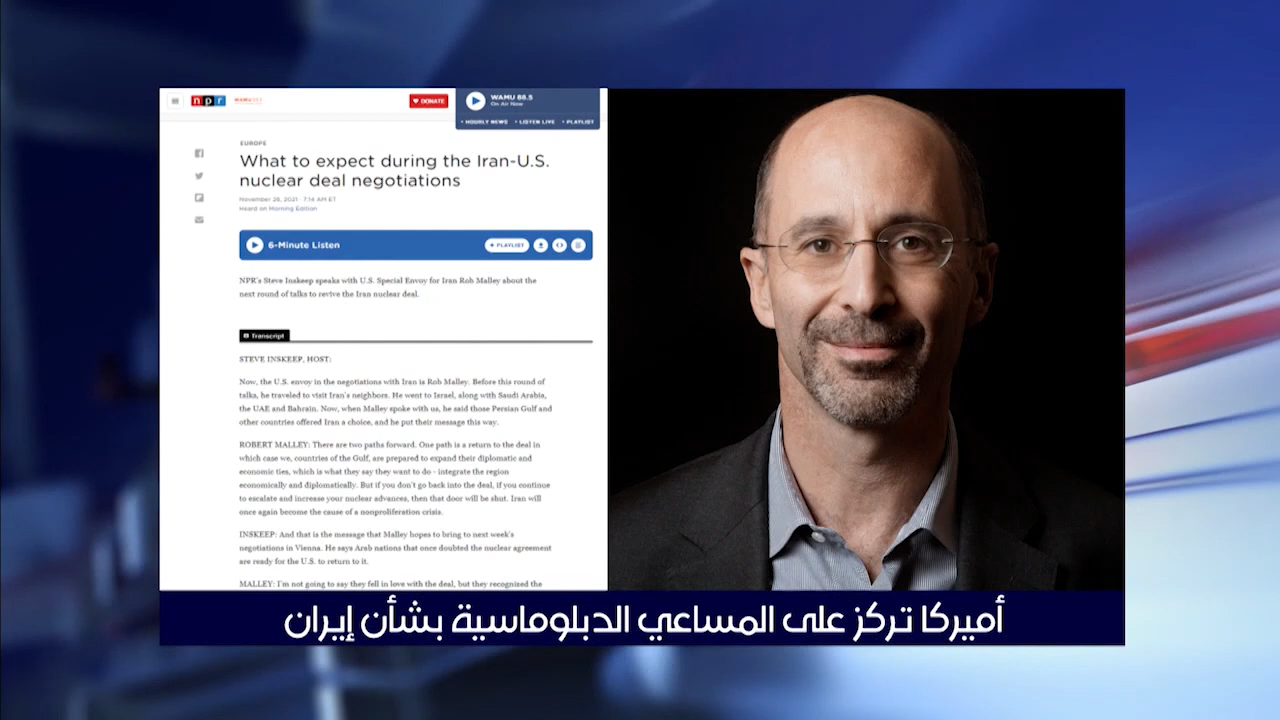 npr
WAMU 88.5
DONATE
WAMU 88.5
On Air Now
HOURLY NEWS
LISTEN LIVE
PLAYLIST
EUROPE
What to expect during the Iran-U.S.
nuclear deal negotiations
November 26, 2021 · 7:14 AM ET
Heard on Morning Edition
6-Minute Listen
+ PLAYLIST
NPR's Steve Inskeep speaks with U.S. Special Envoy for Iran Rob Malley about the
next round of talks to revive the Iran nuclear deal.
Transcript
STEVE INSKEEP, HOST:
Now, the U.S. envoy in the negotiations with Iran is Rob Malley. Before this round of
talks, he traveled to visit Iran's neighbors. He went to Israel, along with Saudi Arabia,
the UAE and Bahrain. Now, when Malley spoke with us, he said those Persian Gulf and
other countries offered Iran a choice, and he put their message this way.
ROBERT MALLEY: There are two paths forward. One path is a return to the deal in
which case we, countries of the Gulf, are prepared to expand their diplomatic and
economic ties, which is what they say they want to do - integrate the region
economically and diplomatically. But if you don't go back into the deal, if you continue
to escalate and increase your nuclear advances, then that door will be shut. Iran will
once again become the cause of a nonproliferation crisis.
INSKEEP: And that is the message that Malley hopes to bring to next week's
negotiations in Vienna. He says Arab nations that once doubted the nuclear agreement
are ready for the U.S. to return to it.
MALLEY: I'm not going to say they fell in love with the deal, but they recognized the
أميركا تركز على المساعي الدبلوماسية بشأن إيران